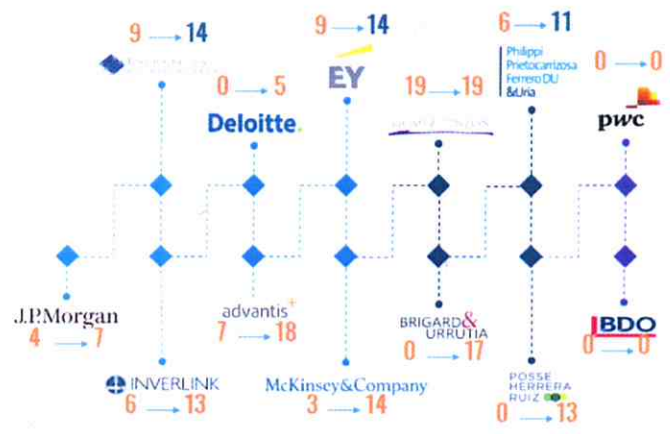 9 → 14
9 → 14
6 → 11
Philippi
Prietocarrizosa
Ferrero DU
&Uría
0 → 0
0 → 5
EY
19 → 19
Deloitte.
pwc
J.P.Morgan
4 → 7
advantis+
7 → 18
BRIGARD&
URRUTIA
0 → 17
BDO
0 → 0
INVERLINK
6 → 13
McKinsey&Company
3 → 14
POSSE
HERRERA
RUIZ
0 → 13